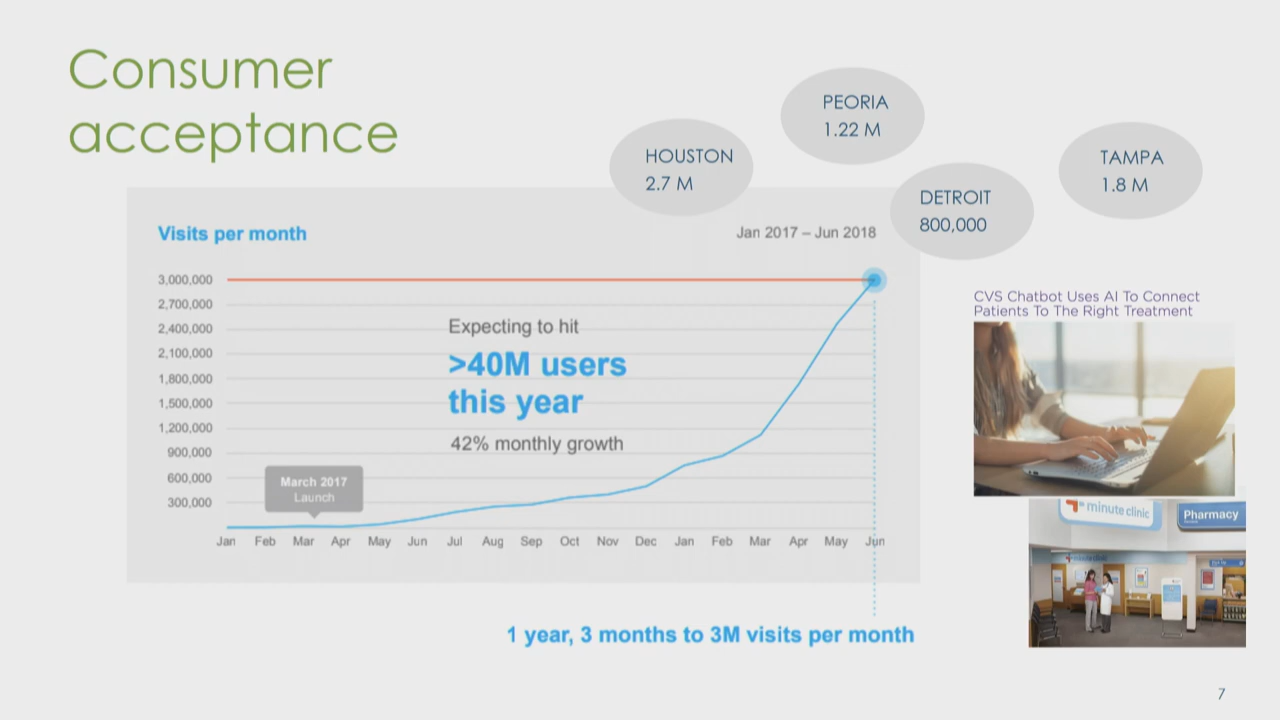 Consumer
acceptance
HOUSTON
2.7 M
PEORIA
1.22 M
DETROIT
800,000
TAMPA
1.8 M
Visits per month
Jan 2017 – Jun 2018
3,000,000
2,700,000
2,400,000
2,100,000
1,800,000
1,500,000
1,200,000
900,000
600,000
300,000
Expecting to hit
>40M users
this year
42% monthly growth
March 2017
Launch
Jan Feb Mar Apr May Jun Jul Aug Sep Oct Nov Dec Jan Feb Mar Apr May Jun
1 year, 3 months to 3M visits per month
CVS Chatbot Uses AI To Connect
Patients To The Right Treatment
minute clinic
Pharmacy
7